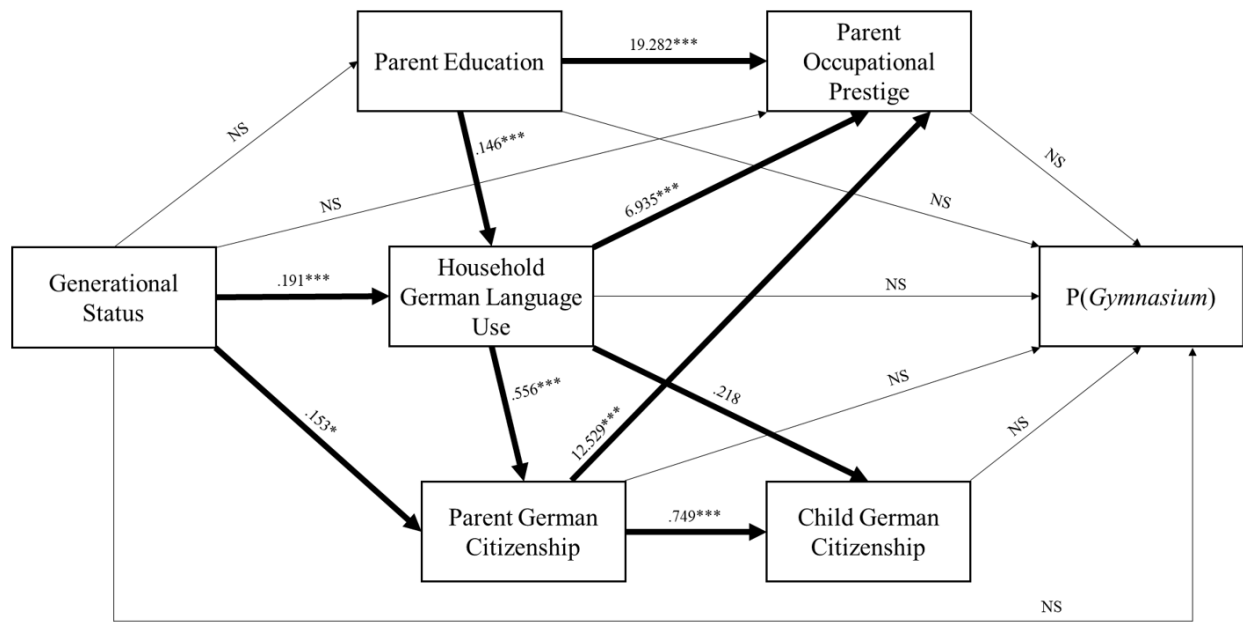 Parent Education
19.282***
Parent
Occupational
Prestige
NS
.146***
NS
6.935***
NS
NS
Generational
Status
.191***
Household
German Language
Use
NS
P(Gymnasium)
.153*
.556***
12.529***
.218
NS
NS
Parent German
Citizenship
.749***
Child German
Citizenship
NS